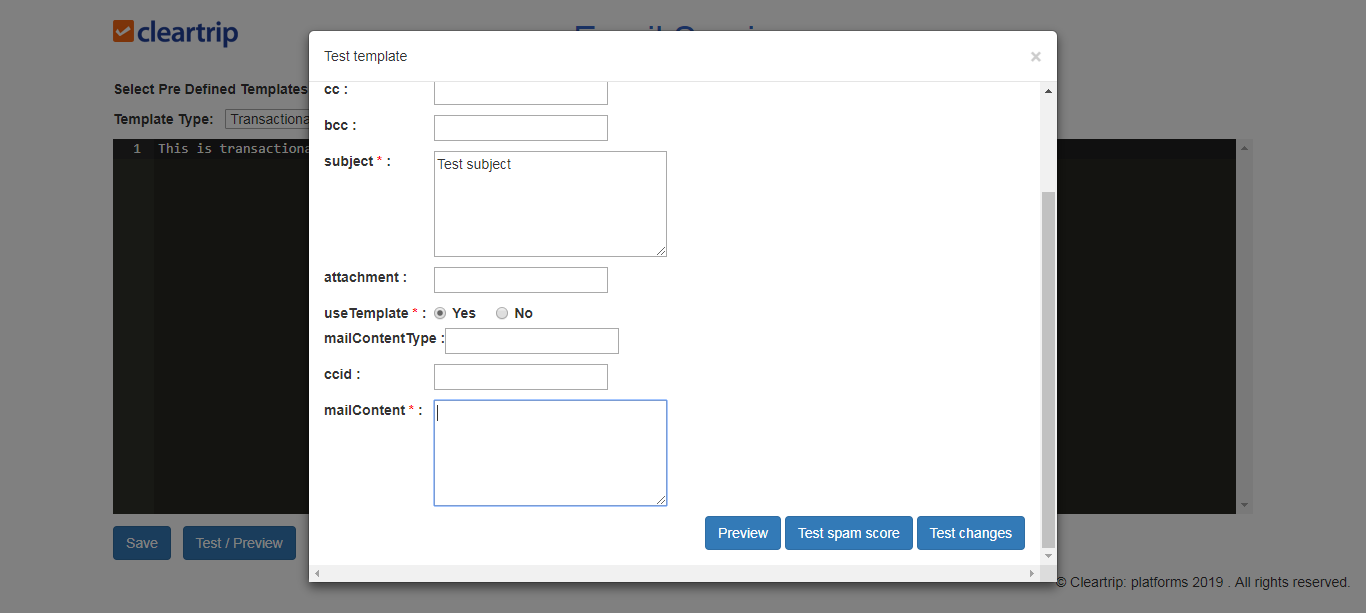 cleartrip
Test template
×
Select Pre Defined Templates
cc :
Template Type: Transactiona
bcc :
1 This is transactiona
subject * :
Test subject
attachment :
useTemplate * : Yes No
mailContentType :
ccid :
mailContent * :
Preview Test spam score Test changes
Save Test / Preview
© Cleartrip: platforms 2019 . All rights reserved.